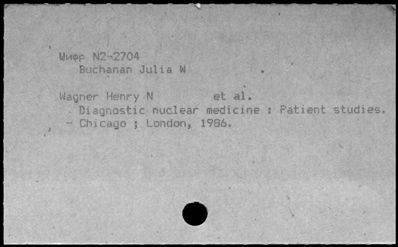 Шифр N2-2704
Buchanan Julia W
Wagner Henry N et al.
- Diagnostic nuclear medicine : Patient studies.
- Chicago ; London, 1986.